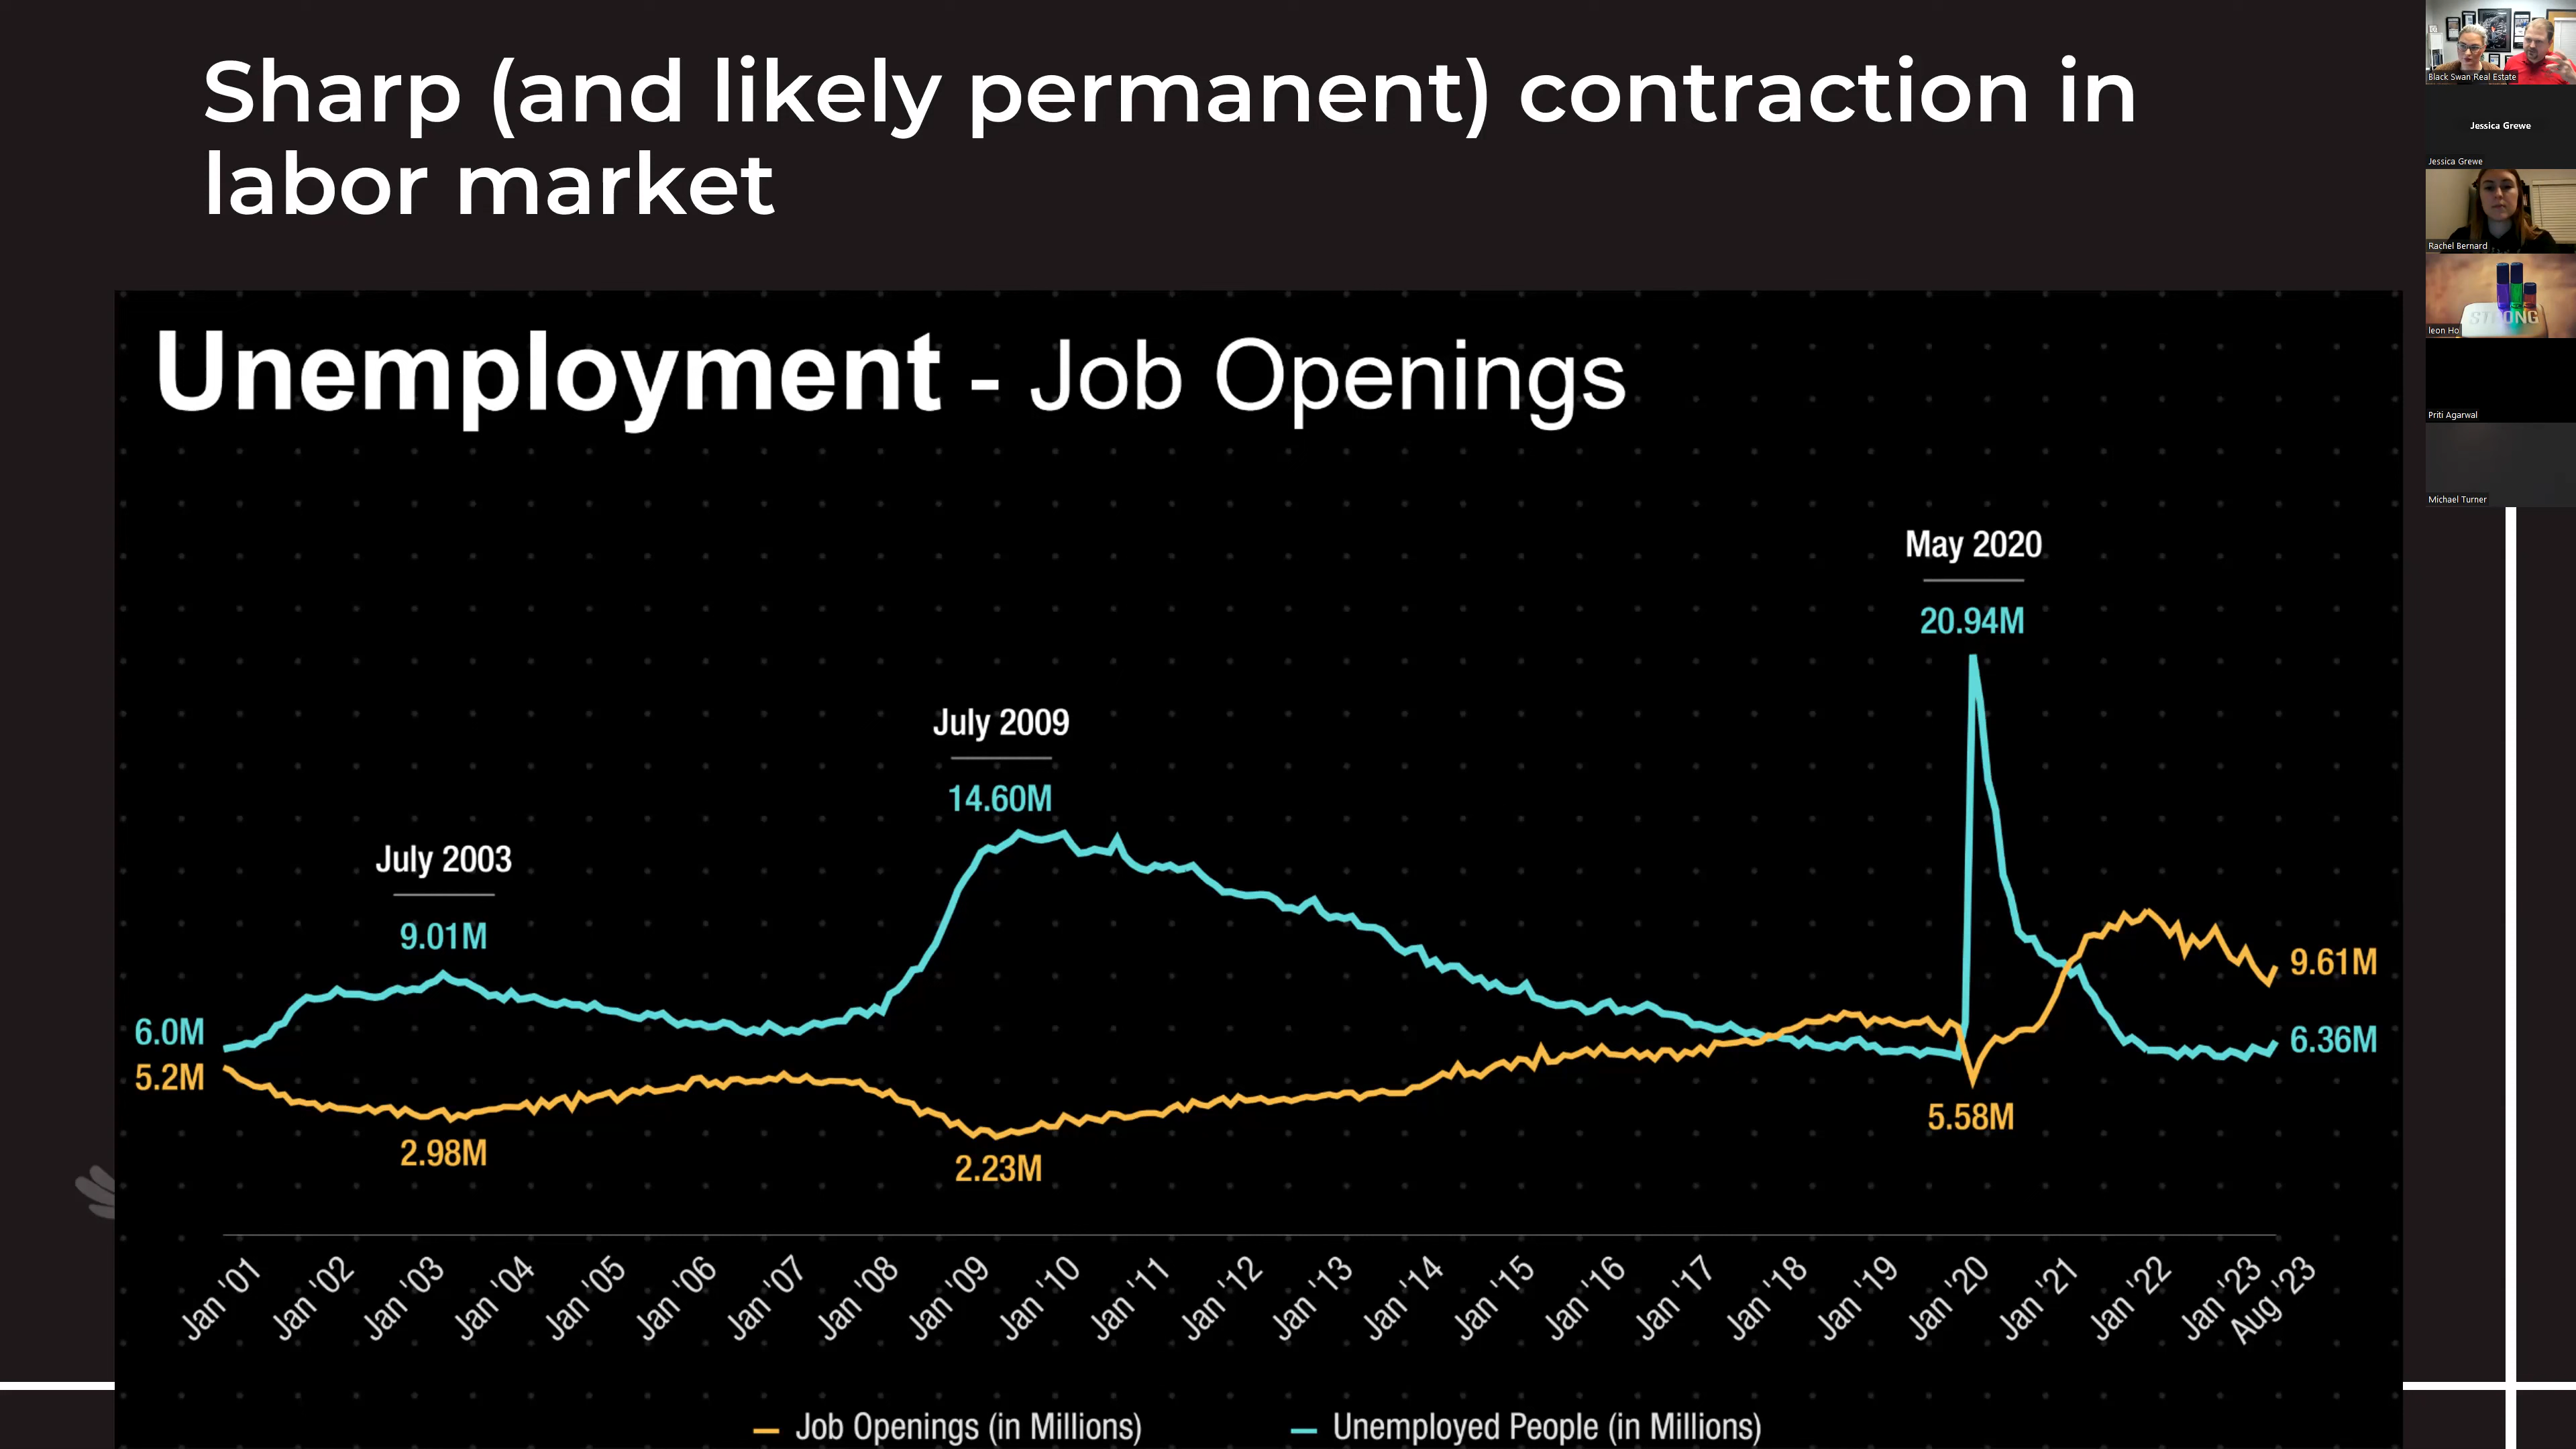 Sharp (and likely permanent) contraction in
labor market
Unemployment - Job Openings
May 2020
20.94M
July 2009
14.60M
July 2003
9.01M
6.0M
5.2M
2.98M
2.23M
5.58M
9.61M
6.36M
Jan '01
Jan '02
Jan '03
Jan '04
Jan '05
Jan '06
Jan '07
Jan '08
Jan '09
Jan '10
Jan '11
Jan '12
Jan '13
Jan '14
Jan '15
Jan '16
Jan '17
Jan '18
Jan '19
Jan '20
Jan '21
Jan '22
Jan '23
Aug '23
Job Openings (in Millions)
Unemployed People (in Millions)
Black Swan Real Estate
Jessica Grewe
Jessica Grewe
Rachel Bernard
STRONG
leon Ho
Priti Agarwal
Michael Turner